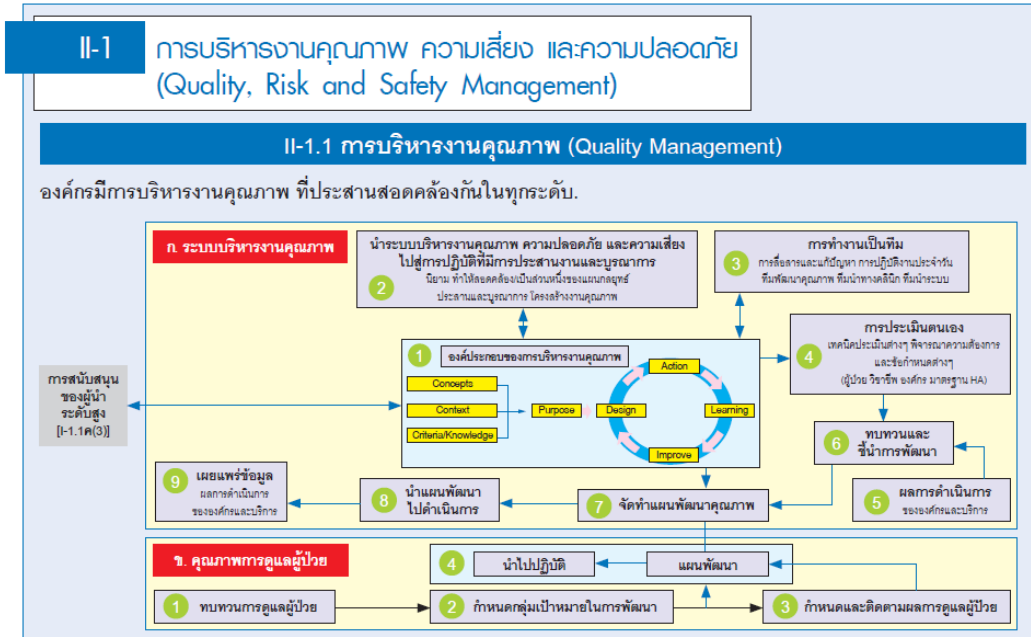 II-1
การบริหารงานคุณภาพ ความเสี่ยง และความปลอดภัย
(Quality, Risk and Safety Management)
II-1.1 การบริหารงานคุณภาพ (Quality Management)
องค์กรมีการบริหารงานคุณภาพ ที่ประสานสอดคล้องกันในทุกระดับ.
ก. ระบบบริหารงานคุณภาพ
นำระบบบริหารงานคุณภาพ ความปลอดภัย และความเสี่ยง
ไปสู่การปฏิบัติที่มีการประสานงานและบูรณาการ
2
นิยาม ทำให้สอดคล้อง/เป็นส่วนหนึ่งของแผนกลยุทธ์
ประสานและบูรณาการ โครงสร้างงานคุณภาพ
3
การทำงานเป็นทีม
การสื่อสารและแก้ปัญหา การปฏิบัติงานประจำวัน
ทีมพัฒนาคุณภาพ ทีมนำทางคลินิก ทีมนำระบบ
1
องค์ประกอบของการบริหารงานคุณภาพ
Concepts
Context
Criteria/Knowledge
Purpose
Design
Action
Learning
Improve
4
การประเมินตนเอง
เทคนิคประเมินต่างๆ พิจารณาความต้องการ
และข้อกำหนดต่างๆ
(ผู้ป่วย วิชาชีพ องค์กร มาตรฐาน HA)
การสนับสนุน
ของผู้นำ
ระดับสูง
[I-1.1ค(3)]
6
ทบทวนและ
ชี้นำการพัฒนา
5
ผลการดำเนินการ
ขององค์กรและบริการ
7
จัดทำแผนพัฒนาคุณภาพ
8
นำแผนพัฒนา
ไปดำเนินการ
9
เผยแพร่ข้อมูล
ผลการดำเนินการ
ขององค์กรและบริการ
ข. คุณภาพการดูแลผู้ป่วย
4
นำไปปฏิบัติ
แผนพัฒนา
1
ทบทวนการดูแลผู้ป่วย
2
กำหนดกลุ่มเป้าหมายในการพัฒนา
3
กำหนดและติดตามผลการดูแลผู้ป่วย